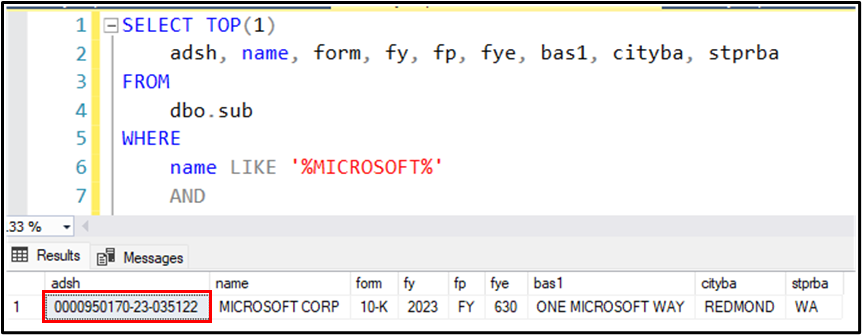 1 SELECT TOP(1)
2 adsh, name, form, fy, fp, fye, bas1, cityba, stprba
3 FROM
4 dbo.sub
5 WHERE
6 name LIKE '%MICROSOFT%'
7 AND
.33 %
Results Messages
adsh name form fy fp fye bas1 cityba stprba
1 0000950170-23-035122 MICROSOFT CORP 10-K 2023 FY 630 ONE MICROSOFT WAY REDMOND WA